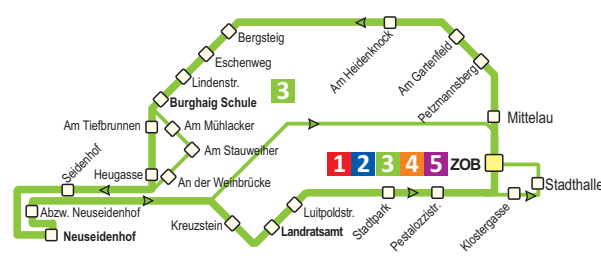 Bergsteig
Eschenweg
Lindenstr.
Burghaig Schule
3
Am Heidenknock
Am Gartenfeld
Petzmannsberg
Mittelau
Am Tiefbrunnen
Am Mühlacker
Am Stauweiher
An der Weinbrücke
Heugasse
Seidenhof
Abzw. Neuseidenhof
Neuseidenhof
Kreuzstein
Landratsamt
Luitpoldstr.
Stadtpark
Pestalozzistr.
Klostergasse
Stadthalle
1 2 3 4 5 ZOB